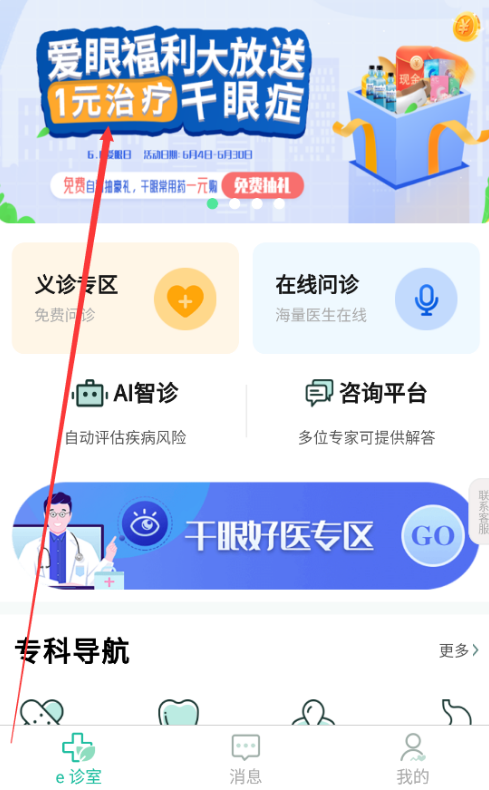 爱眼福利大放送
1元治疗 干眼症
6.6爱眼日 活动日期：6月4日-6月30日
现金
免费自助抽豪礼，干眼常用药一元购 免费抽礼
义诊专区
免费问诊
在线问诊
海量医生在线
AI智诊
自动评估疾病风险
咨询平台
多位专家可提供解答
干眼好医专区 GO
联系客服
专科导航
更多
e 诊室
消息
我的